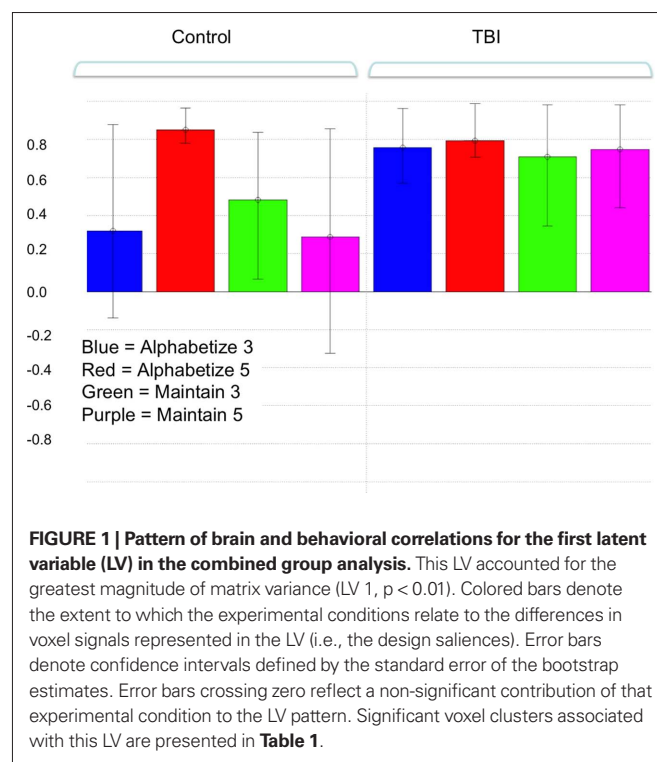 Control
TBI
0.8
0.6
0.4
0.2
0.0
-0.2
-0.4
-0.6
-0.8
Blue = Alphabetize 3
Red = Alphabetize 5
Green = Maintain 3
Purple = Maintain 5
FIGURE 1 | Pattern of brain and behavioral correlations for the first latent
variable (LV) in the combined group analysis. This LV accounted for the
greatest magnitude of matrix variance (LV 1, p < 0.01). Colored bars denote
the extent to which the experimental conditions relate to the differences in
voxel signals represented in the LV (i.e., the design saliences). Error bars
denote confidence intervals defined by the standard error of the bootstrap
estimates. Error bars crossing zero reflect a non-significant contribution of that
experimental condition to the LV pattern. Significant voxel clusters associated
with this LV are presented in Table 1.